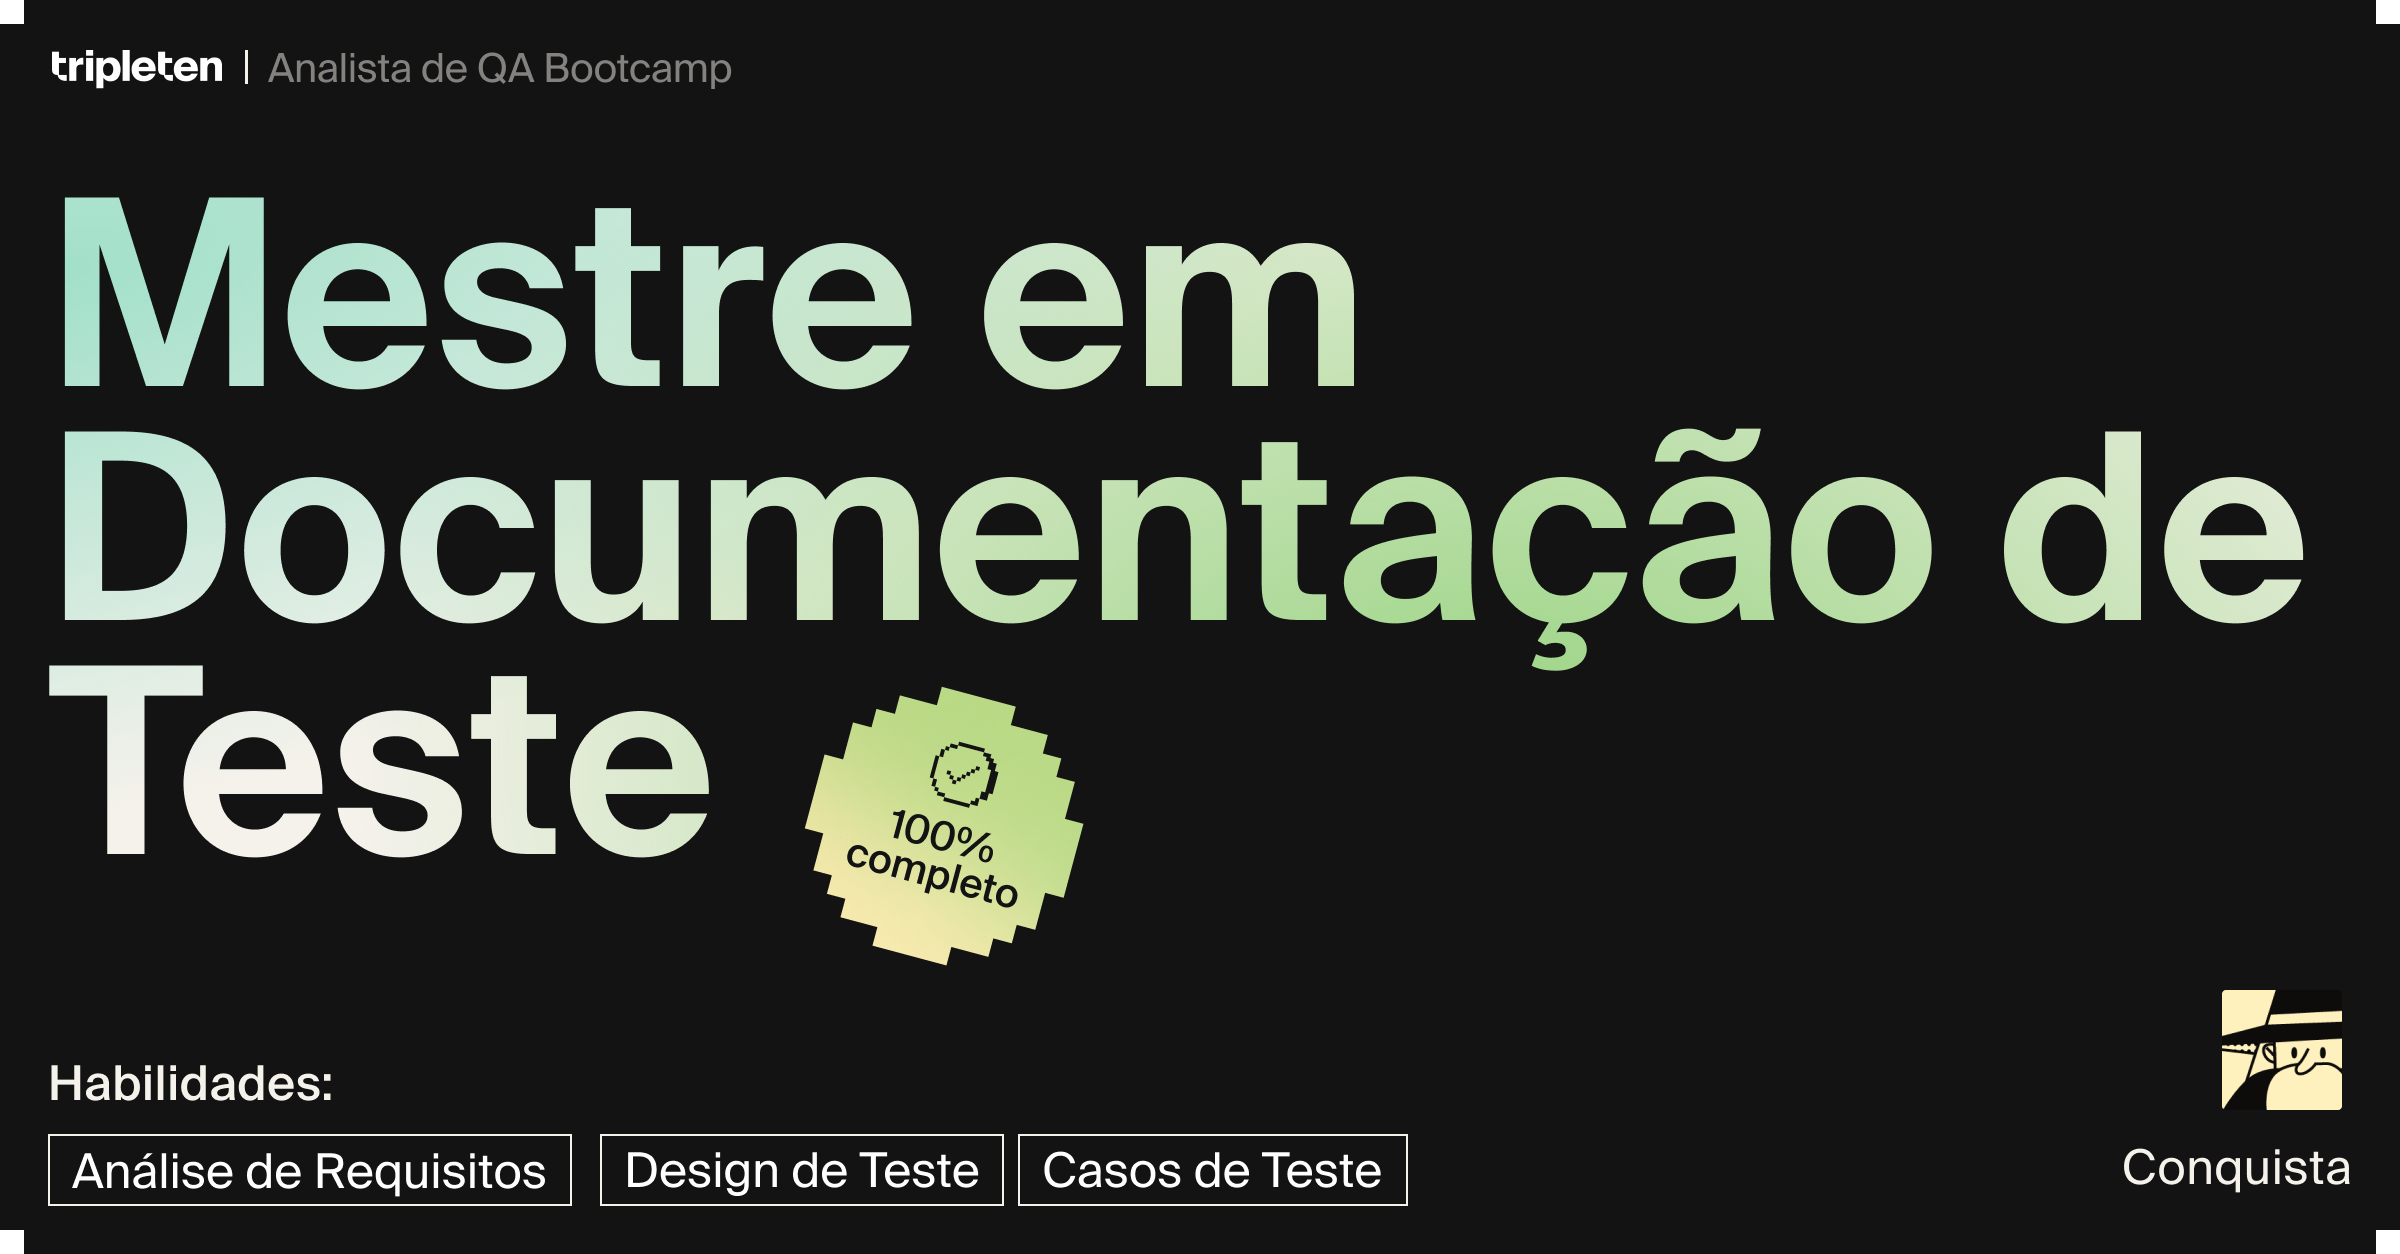 tripleten | Analista de QA Bootcamp
Mestre em
Documentação de
Teste
100%
completo
Habilidades:
Análise de Requisitos
Design de Teste
Casos de Teste
Conquista